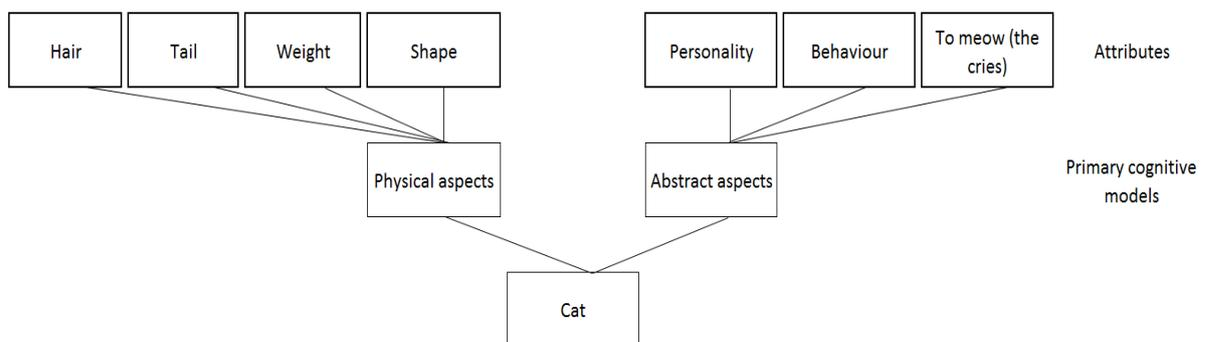 Hair
Tail
Weight
Shape
Personality
Behaviour
To meow (the
cries)
Attributes
Physical aspects
Abstract aspects
Primary cognitive
models
Cat